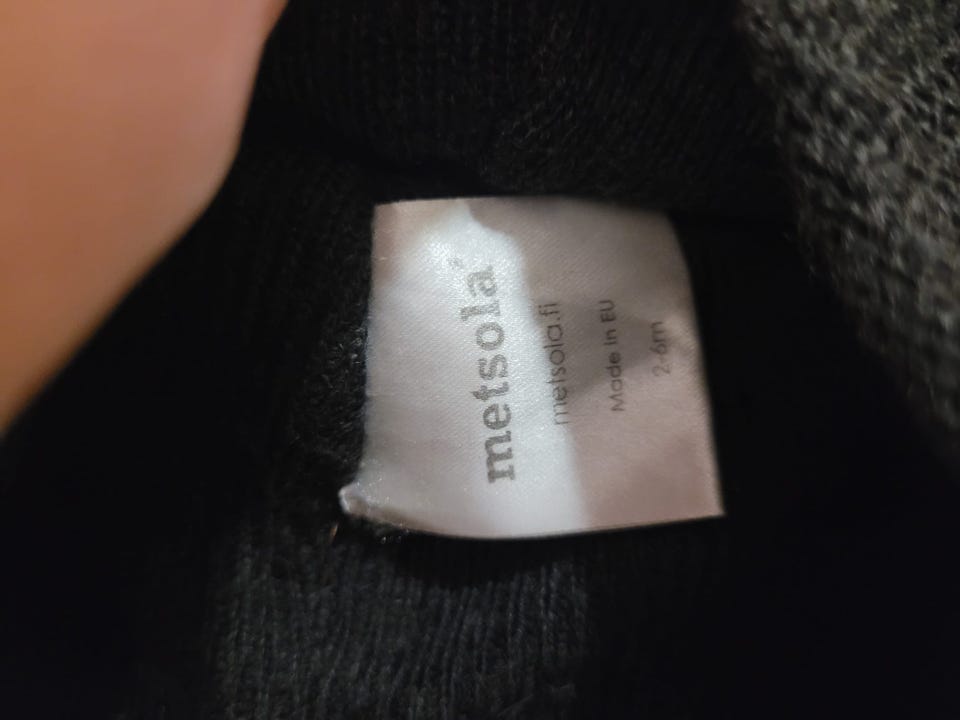 metsola
metsola.fi
Made in EU
2-6m